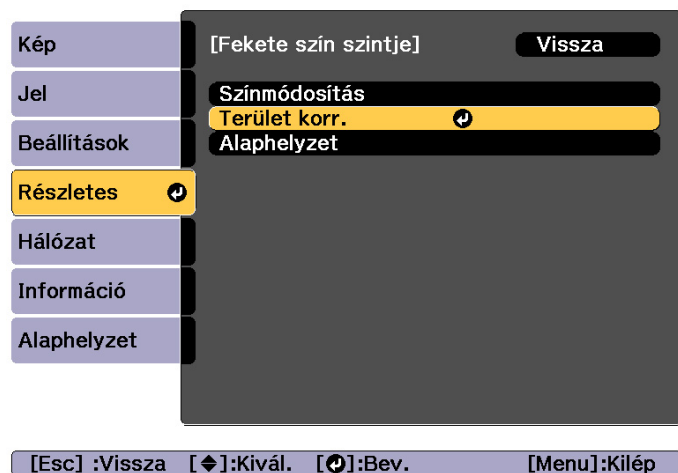 Kép
Jel
Beállítások
Részletes
Hálózat
Információ
Alaphelyzet
[Fekete szín szintje] Vissza
Színmódosítás
Terület korr.
Alaphelyzet
[Esc] :Vissza [◆]:Kivál. [↵]:Bev. [Menu]:Kilép